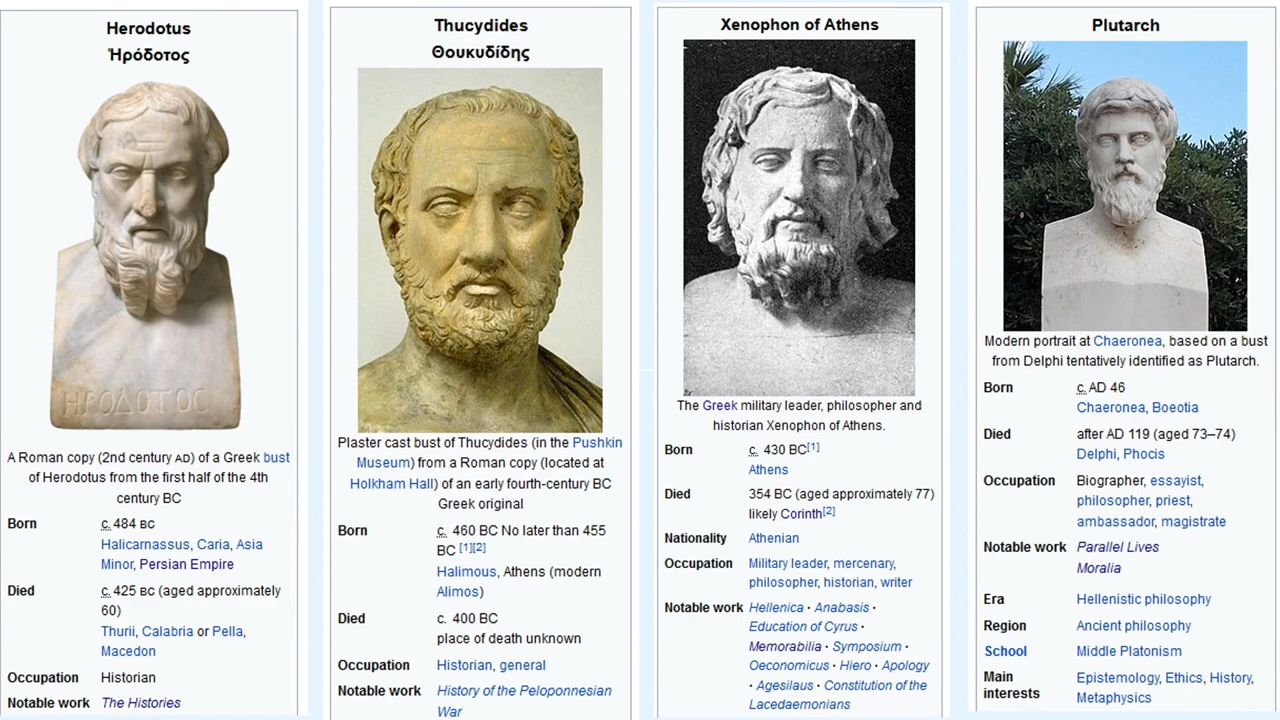 Herodotus
Ἡρόδοτος
ΗΡΟΔΟΤΟΣ
A Roman copy (2nd century AD) of a Greek bust
of Herodotus from the first half of the 4th
century BC
Born c. 484 BC
Halicarnassus, Caria, Asia
Minor, Persian Empire
Died c. 425 BC (aged approximately
60)
Thurii, Calabria or Pella,
Macedon
Occupation Historian
Notable work The Histories
Thucydides
Θουκυδίδης
Plaster cast bust of Thucydides (in the Pushkin
Museum) from a Roman copy (located at
Holkham Hall) of an early fourth-century BC
Greek original
Born c. 460 BC No later than 455
BC [1][2]
Halimous, Athens (modern
Alimos)
Died c. 400 BC
place of death unknown
Occupation Historian, general
Notable work History of the Peloponnesian
War
Xenophon of Athens
The Greek military leader, philosopher and
historian Xenophon of Athens.
Born c. 430 BC[1]
Athens
Died 354 BC (aged approximately 77)
likely Corinth[2]
Nationality Athenian
Occupation Military leader, mercenary,
philosopher, historian, writer
Notable work Hellenica · Anabasis ·
Education of Cyrus ·
Memorabilia · Symposium ·
Oeconomicus · Hiero · Apology
· Agesilaus · Constitution of the
Lacedaemonians
Plutarch
Modern portrait at Chaeronea, based on a bust
from Delphi tentatively identified as Plutarch.
Born c. AD 46
Chaeronea, Boeotia
Died after AD 119 (aged 73–74)
Delphi, Phocis
Occupation Biographer, essayist,
philosopher, priest,
ambassador, magistrate
Notable work Parallel Lives
Moralia
Era Hellenistic philosophy
Region Ancient philosophy
School Middle Platonism
Main Epistemology, Ethics, History,
interests Metaphysics